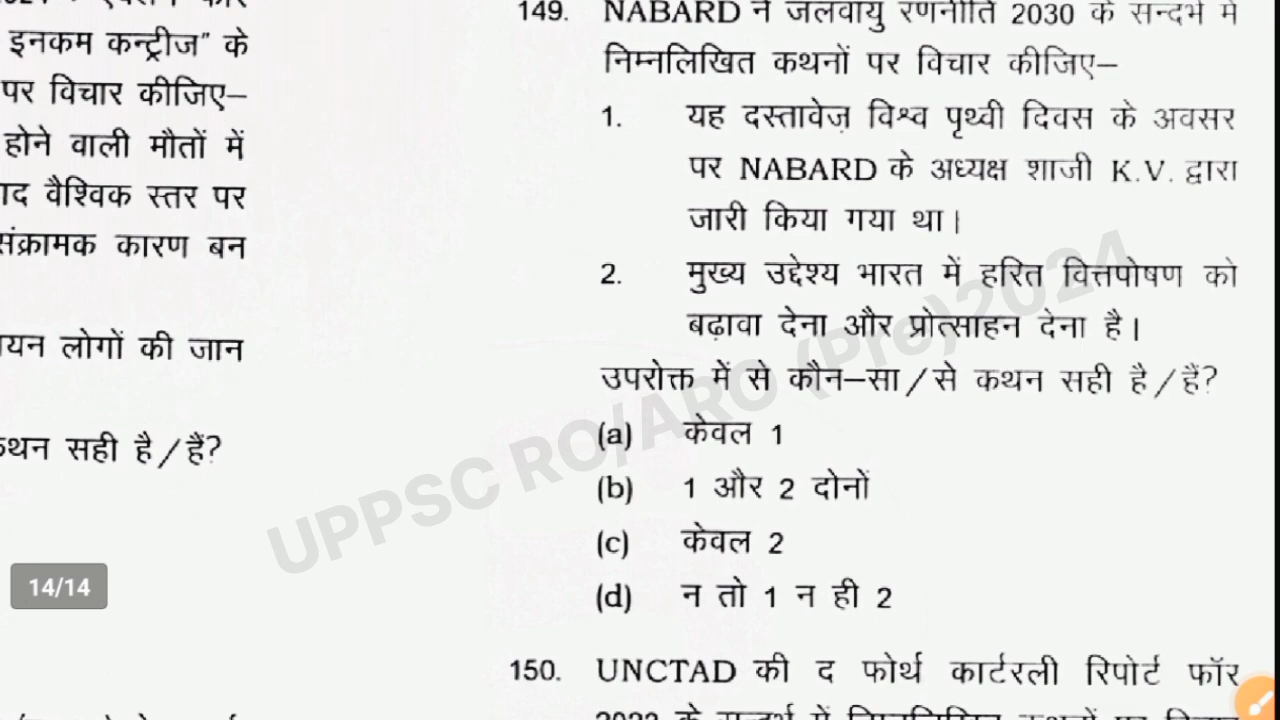 इनकम कन्ट्रीज” के
पर विचार कीजिए–
होने वाली मौतों में
वैश्विक स्तर पर
संक्रामक कारण बन
लोगों की जान
कथन सही है/हैं?
14/14
149. NABARD ने जलवायु रणनीति 2030 के सन्दर्भ में
निम्नलिखित कथनों पर विचार कीजिए–
1. यह दस्तावेज़ विश्व पृथ्वी दिवस के अवसर
पर NABARD के अध्यक्ष शाजी K.V. द्वारा
जारी किया गया था।
2. मुख्य उद्देश्य भारत में हरित वित्तपोषण को
बढ़ावा देना और प्रोत्साहन देना है।
उपरोक्त में से कौन–सा/से कथन सही है/हैं?
(a) केवल 1
(b) 1 और 2 दोनों
(c) केवल 2
(d) न तो 1 न ही 2
150. UNCTAD की द फोर्थ कार्टरली रिपोर्ट फॉर
UPPSC RO/ARO (Pre) 2024